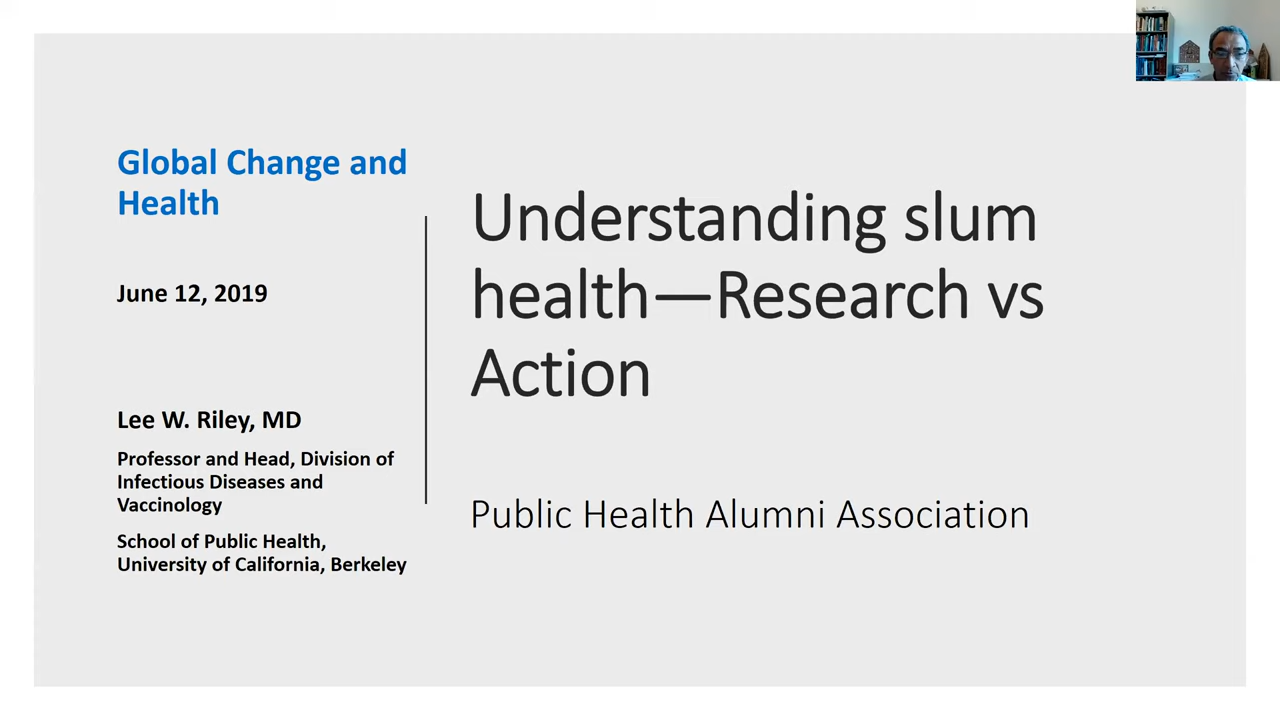 Global Change and
Health
June 12, 2019
Lee W. Riley, MD
Professor and Head, Division of
Infectious Diseases and
Vaccinology
School of Public Health,
University of California, Berkeley
Understanding slum
health—Research vs
Action
Public Health Alumni Association